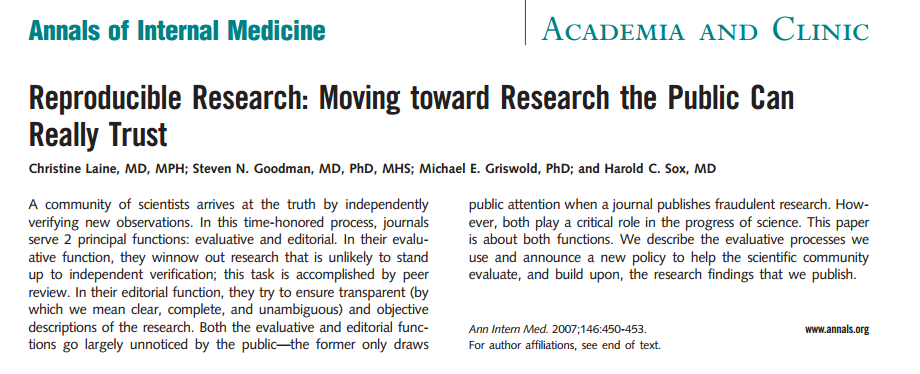 Annals of Internal Medicine
ACADEMIA AND CLINIC
Reproducible Research: Moving toward Research the Public Can
Really Trust
Christine Laine, MD, MPH; Steven N. Goodman, MD, PhD, MHS; Michael E. Griswold, PhD; and Harold C. Sox, MD
A community of scientists arrives at the truth by independently
verifying new observations. In this time-honored process, journals
serve 2 principal functions: evaluative and editorial. In their evalu-
ative function, they winnow out research that is unlikely to stand
up to independent verification; this task is accomplished by peer
review. In their editorial function, they try to ensure transparent (by
which we mean clear, complete, and unambiguous) and objective
descriptions of the research. Both the evaluative and editorial func-
tions go largely unnoticed by the public—the former only draws
public attention when a journal publishes fraudulent research. How-
ever, both play a critical role in the progress of science. This paper
is about both functions. We describe the evaluative processes we
use and announce a new policy to help the scientific community
evaluate, and build upon, the research findings that we publish.
Ann Intern Med. 2007;146:450-453.
www.annals.org
For author affiliations, see end of text.